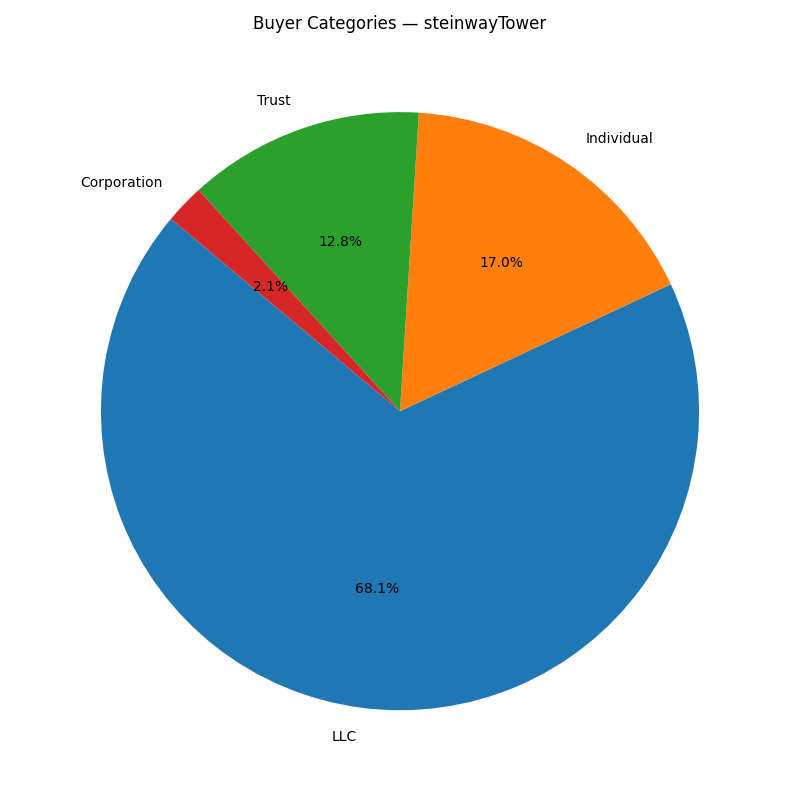 Buyer Categories — steinwayTower
Trust
Individual
Corporation
12.8%
17.0%
2.1%
68.1%
LLC